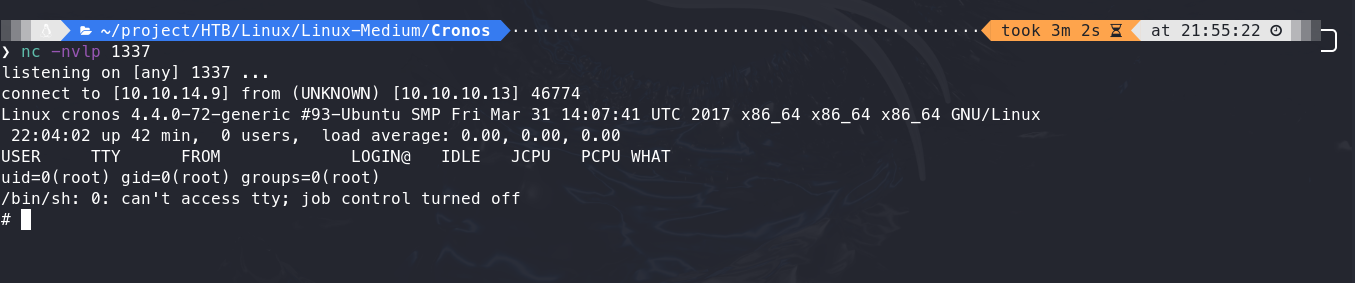 ~/project/HTB/Linux/Linux-Medium/Cronos took 3m 2s at 21:55:22
❯ nc -nvlp 1337
listening on [any] 1337 ...
connect to [10.10.14.9] from (UNKNOWN) [10.10.10.13] 46774
Linux cronos 4.4.0-72-generic #93-Ubuntu SMP Fri Mar 31 14:07:41 UTC 2017 x86_64 x86_64 x86_64 GNU/Linux
 22:04:02 up 42 min,  0 users,  load average: 0.00, 0.00, 0.00
USER     TTY      FROM             LOGIN@   IDLE   JCPU   PCPU WHAT
uid=0(root) gid=0(root) groups=0(root)
/bin/sh: 0: can't access tty; job control turned off
#